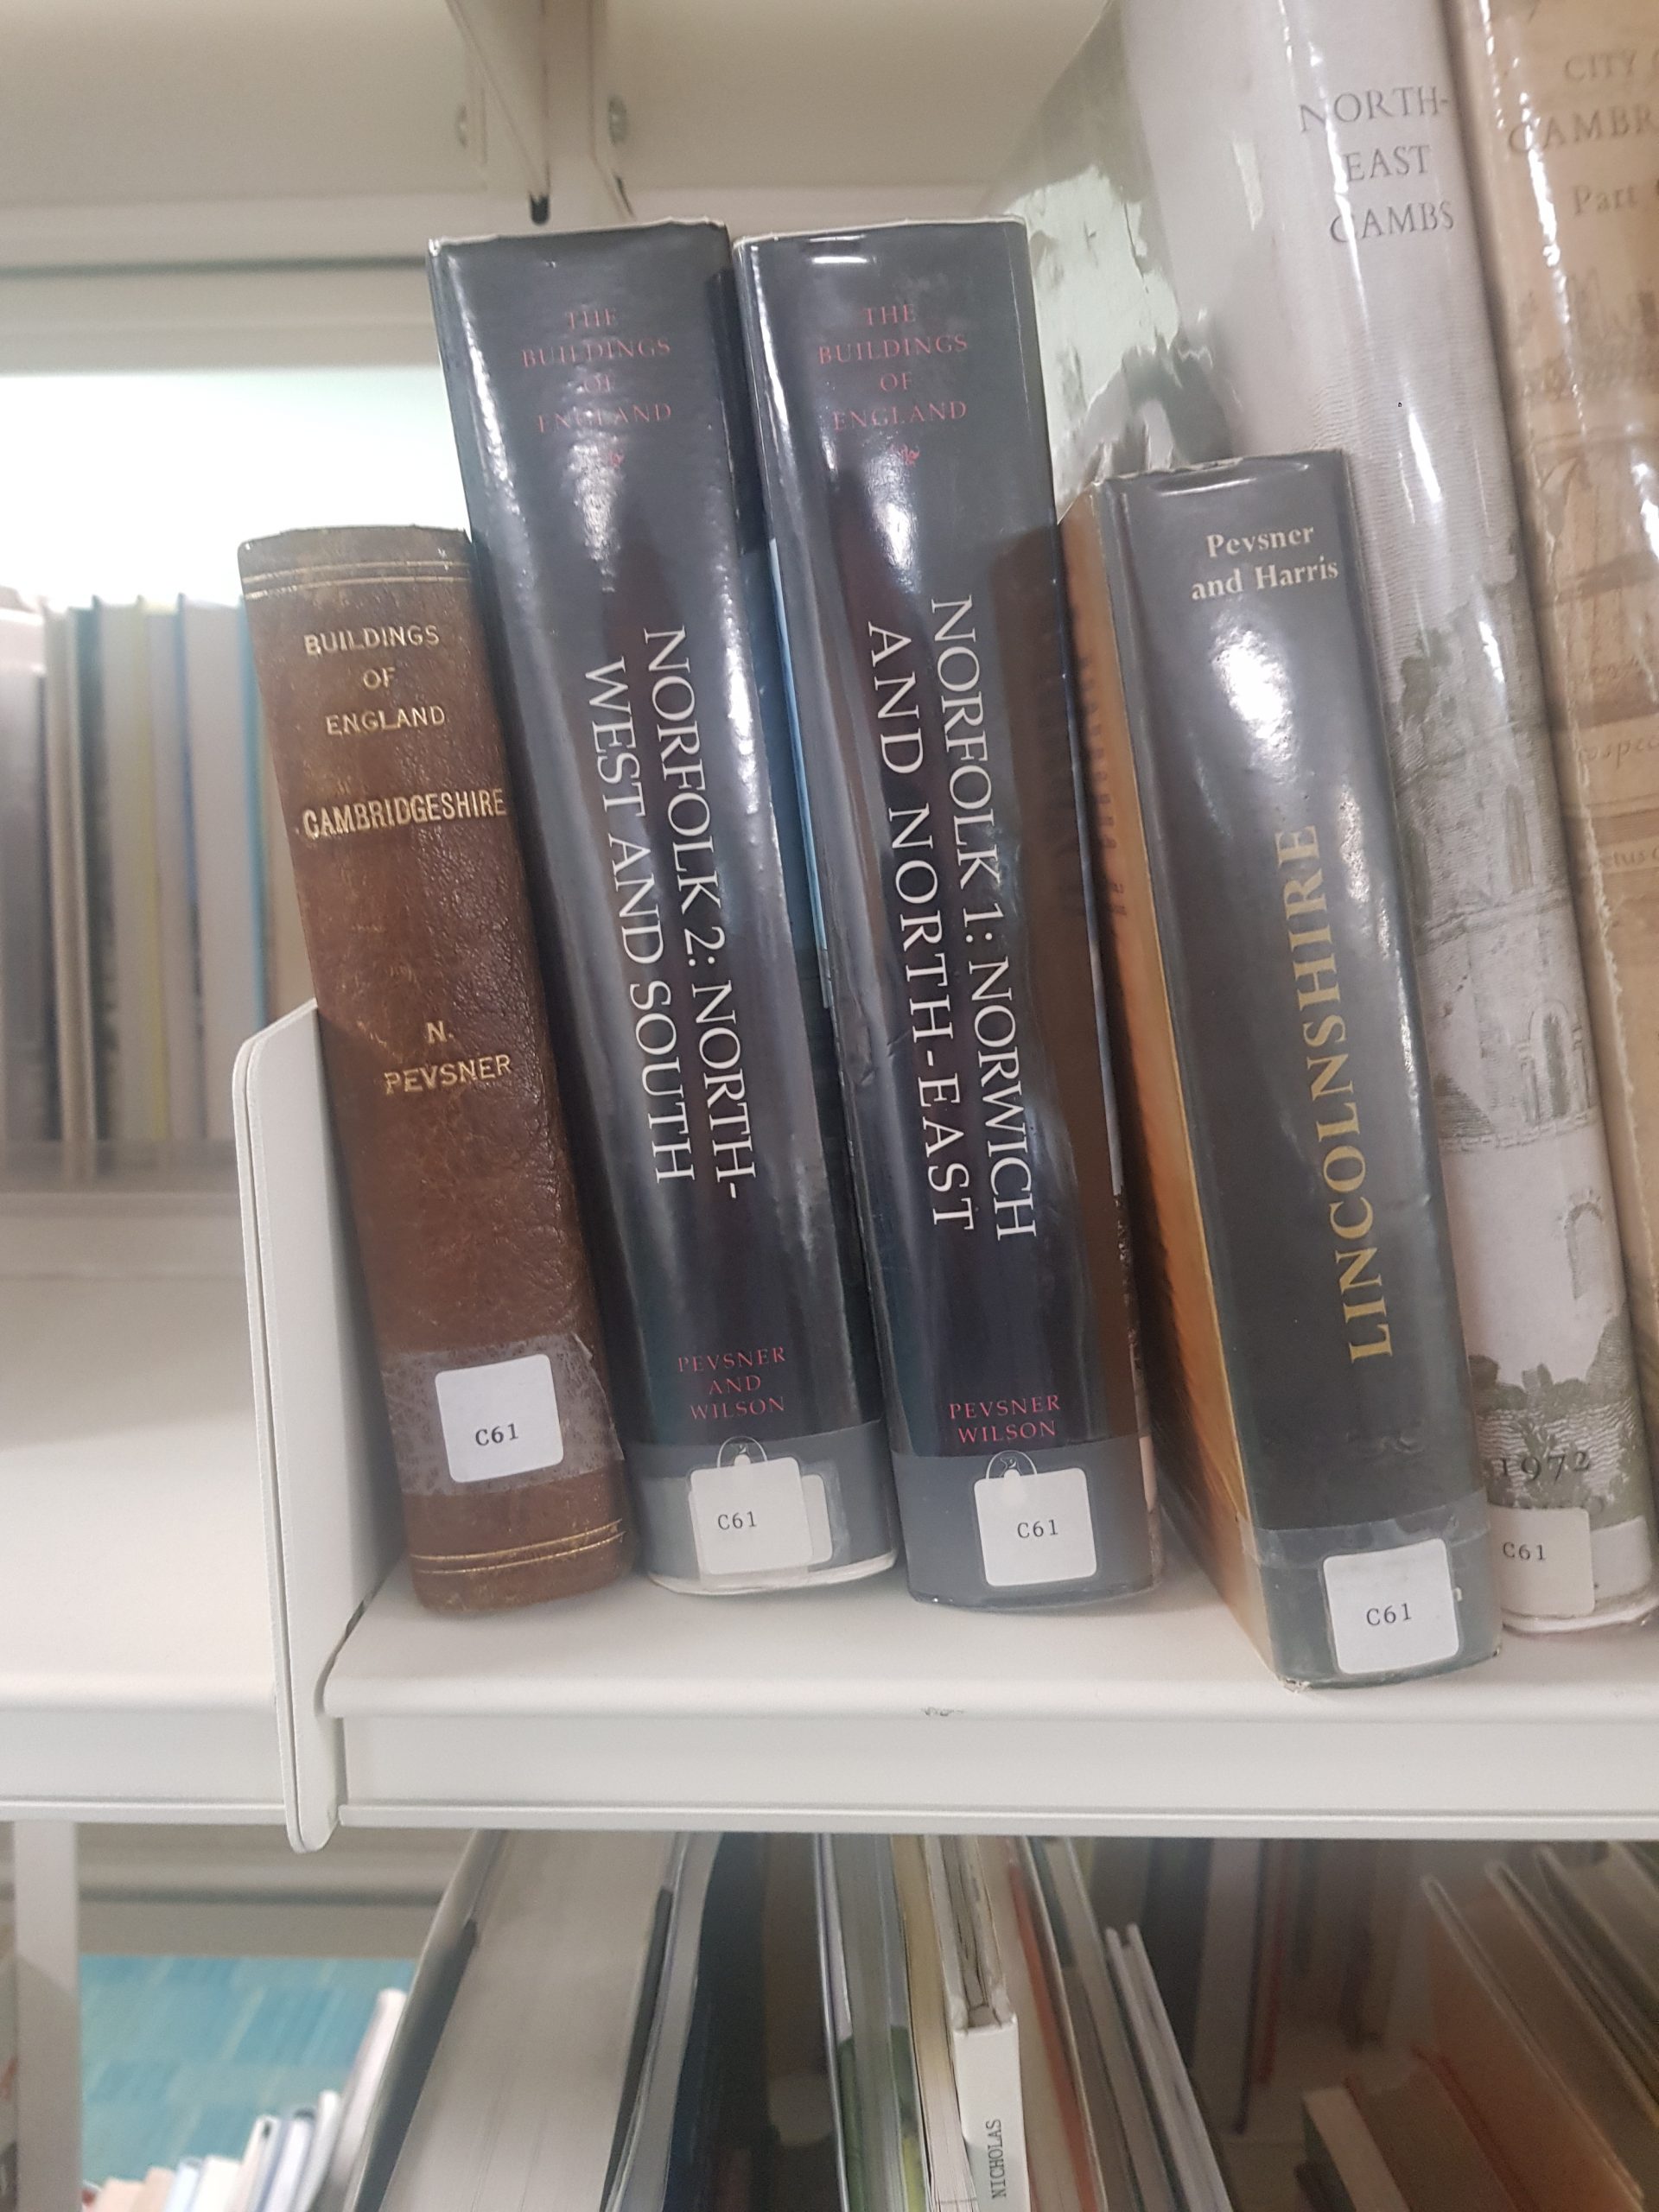 BUILDINGS
OF
ENGLAND
CAMBRIDGESHIRE
N.
PEVSNER
C61
THE
BUILDINGS
OF
ENGLAND
NORFOLK 2: NORTH-
WEST AND SOUTH
PEVSNER
AND
WILSON
C61
THE
BUILDINGS
OF
ENGLAND
NORFOLK 1: NORWICH
AND NORTH-EAST
PEVSNER
WILSON
C61
Pevsner
and Harris
LINCOLNSHIRE
C61
NORTH-
EAST
CAMBS
1972
C61
CITY
Part
NICHOLAS